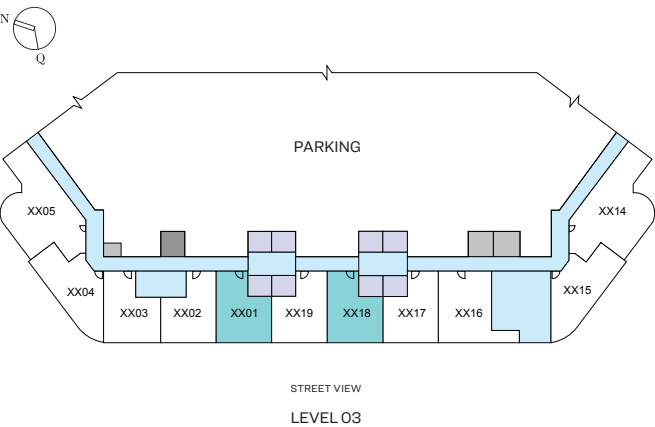 N
Q
PARKING
XX05
XX14
XX04
XX15
XX03
XX02
XX01
XX19
XX18
XX17
XX16
STREET VIEW
LEVEL 03